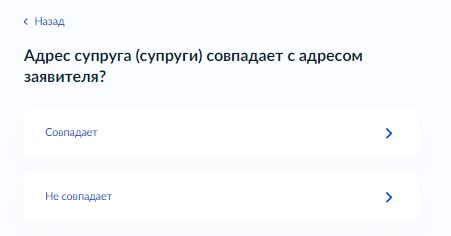 Назад
Адрес супруга (супруги) совпадает с адресом
заявителя?
Совпадает
Не совпадает